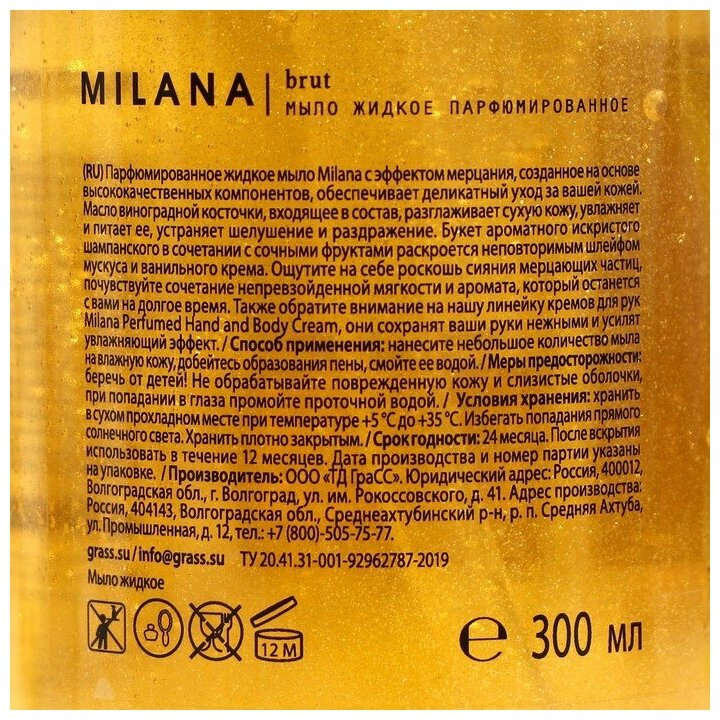 MILANA | brut
МЫЛО ЖИДКОЕ ПАРФЮМИРОВАННОЕ
(RU) Парфюмированное жидкое мыло Milana с эффектом мерцания, созданное на основе
высококачественных компонентов, обеспечивает деликатный уход за вашей кожей.
Масло виноградной косточки, входящее в состав, разглаживает сухую кожу, увлажняет
и питает ее, устраняет шелушение и раздражение. Букет ароматного искристого
шампанского в сочетании с сочными фруктами раскроется неповторимым шлейфом
мускуса и ванильного крема. Ощутите на себе роскошь сияния мерцающих частиц,
почувствуйте сочетание непревзойденной мягкости и аромата, который останется
с вами на долгое время. Также обратите внимание на нашу линейку кремов для рук
Milana Perfumed Hand and Body Cream, они сохранят ваши руки нежными и усилят
увлажняющий эффект. / Способ применения: нанесите небольшое количество мыла
на влажную кожу, добейтесь образования пены, смойте ее водой. / Меры предосторожности:
беречь от детей! Не обрабатывайте поврежденную кожу и слизистые оболочки,
при попадании в глаза промойте проточной водой. / Условия хранения: хранить
в сухом прохладном месте при температуре +5 °С до +35 °С. Избегать попадания прямого
солнечного света. Хранить плотно закрытым. / Срок годности: 24 месяца. После вскрытия
использовать в течение 12 месяцев. Дата производства и номер партии указаны
на упаковке. / Производитель: ООО «ТД ГраСС». Юридический адрес: Россия, 400012,
Волгоградская обл., г. Волгоград, ул. им. Рокоссовского, д. 41. Адрес производства:
Россия, 404143, Волгоградская обл., Среднеахтубинский р-н, р. п. Средняя Ахтуба,
ул. Промышленная, д. 12, тел.: +7 (800)-505-75-77.
grass.su / info@grass.su ТУ 20.41.31-001-92962787-2019
Мыло жидкое
12 M
℮ 300 мл